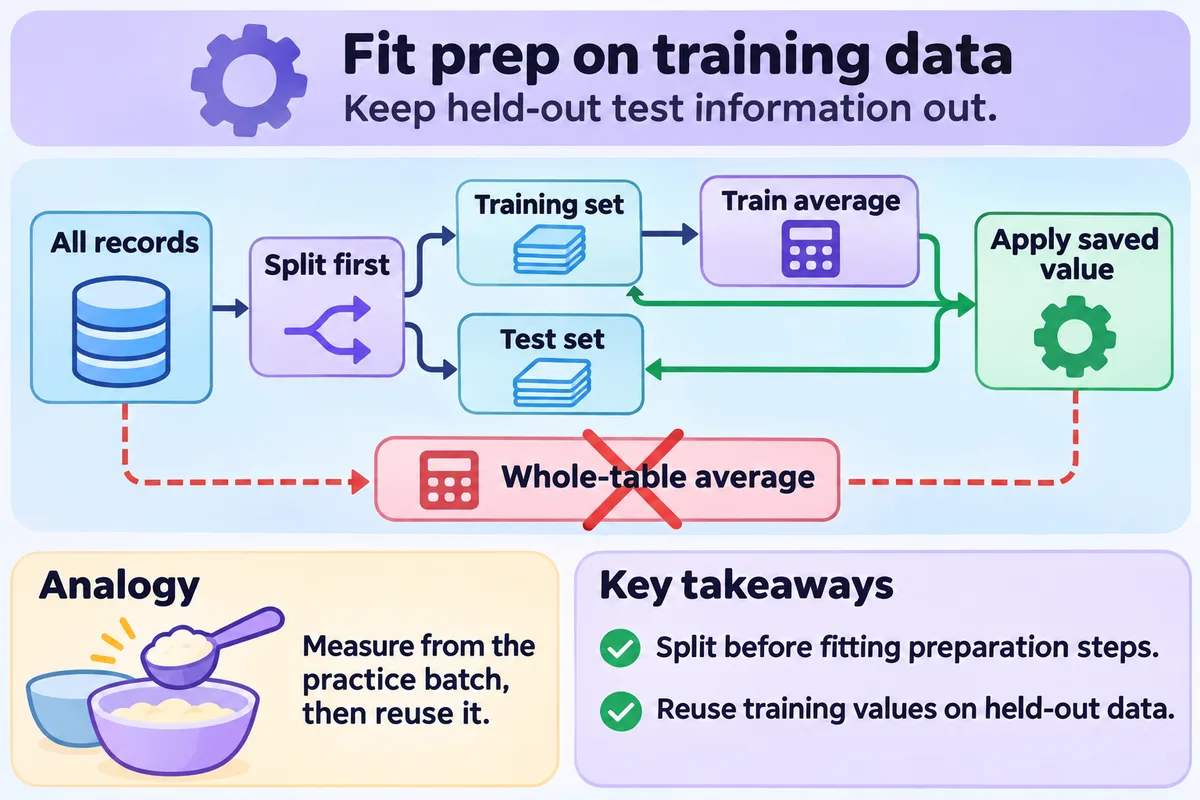 Fit prep on training data
Keep held-out test information out.
All records
Split first
Training set
Train average
Apply saved
value
Test set
Whole-table average
Analogy
Measure from the
practice batch,
then reuse it.
Key takeaways
Split before fitting preparation steps.
Reuse training values on held-out data.